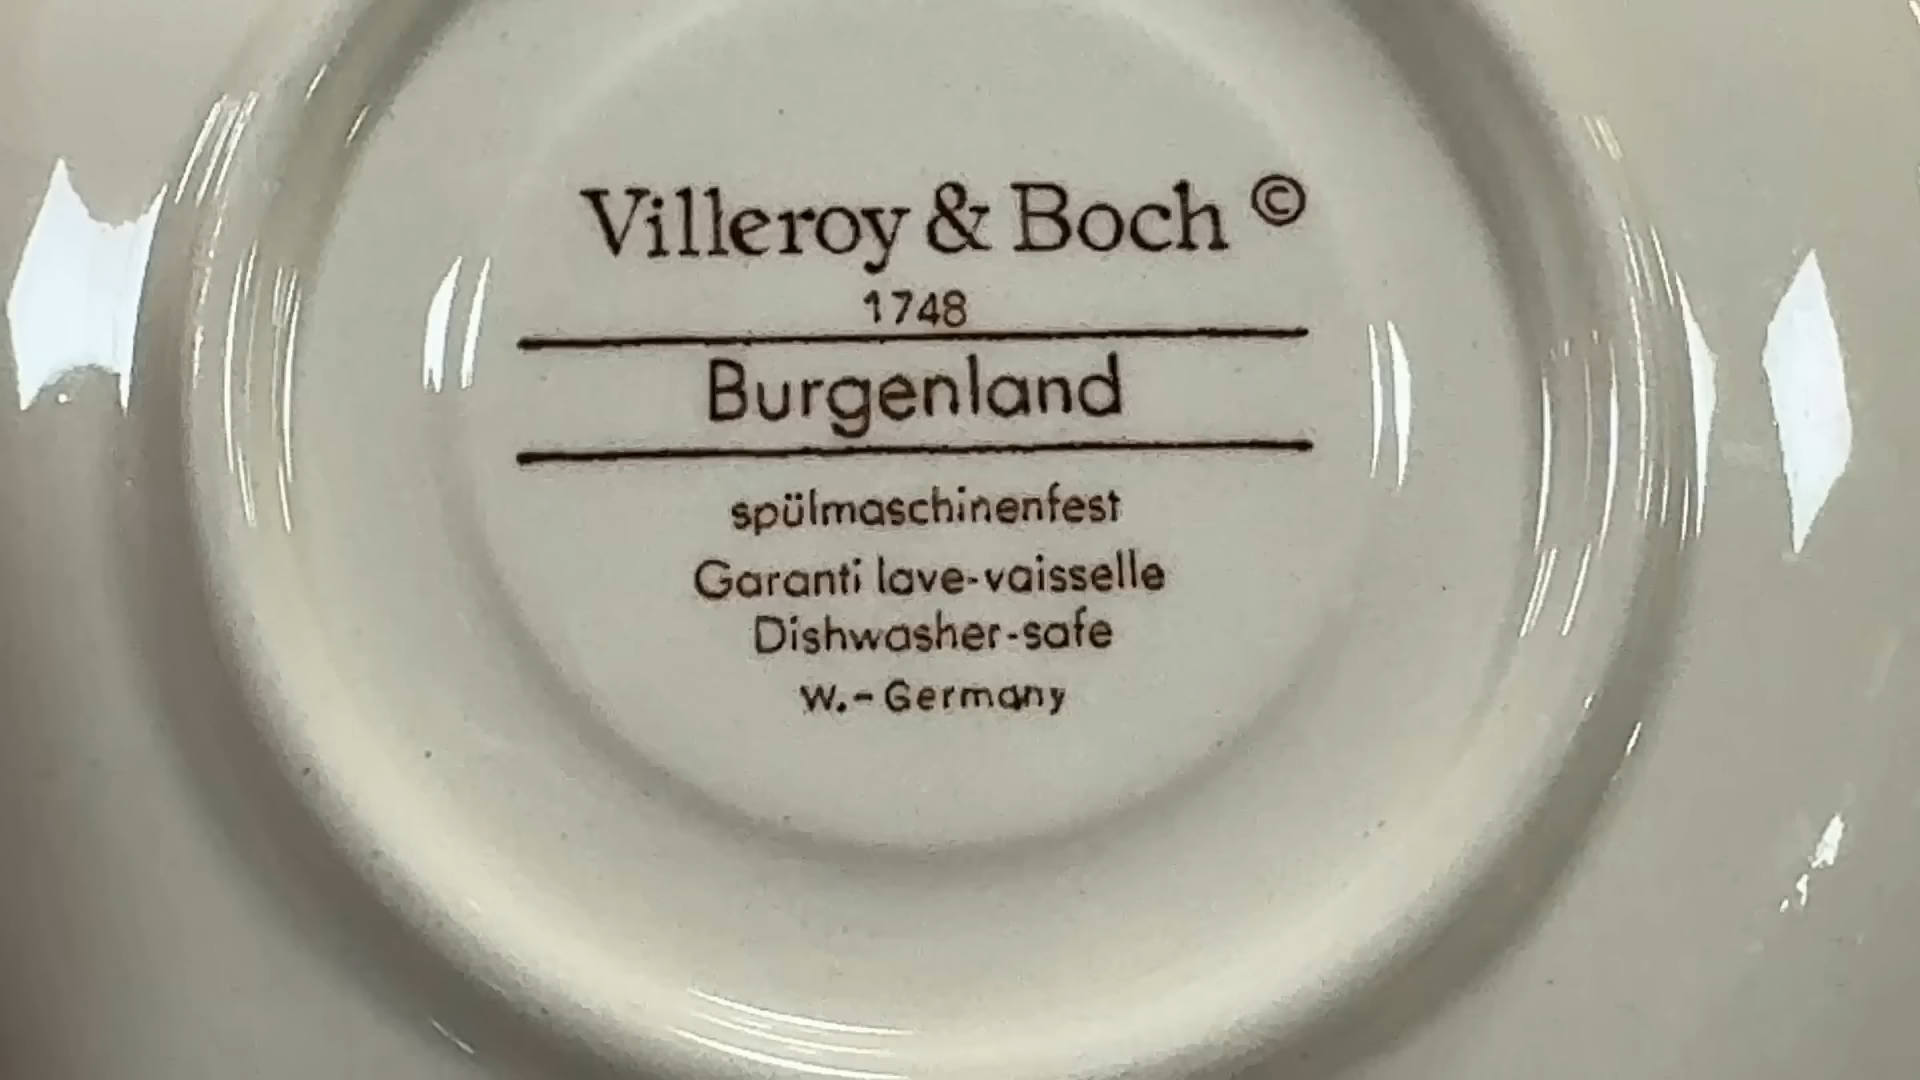 Villeroy & Boch ©
1748
Burgenland
spülmaschinenfest
Garanti lave-vaisselle
Dishwasher-safe
W.-Germany